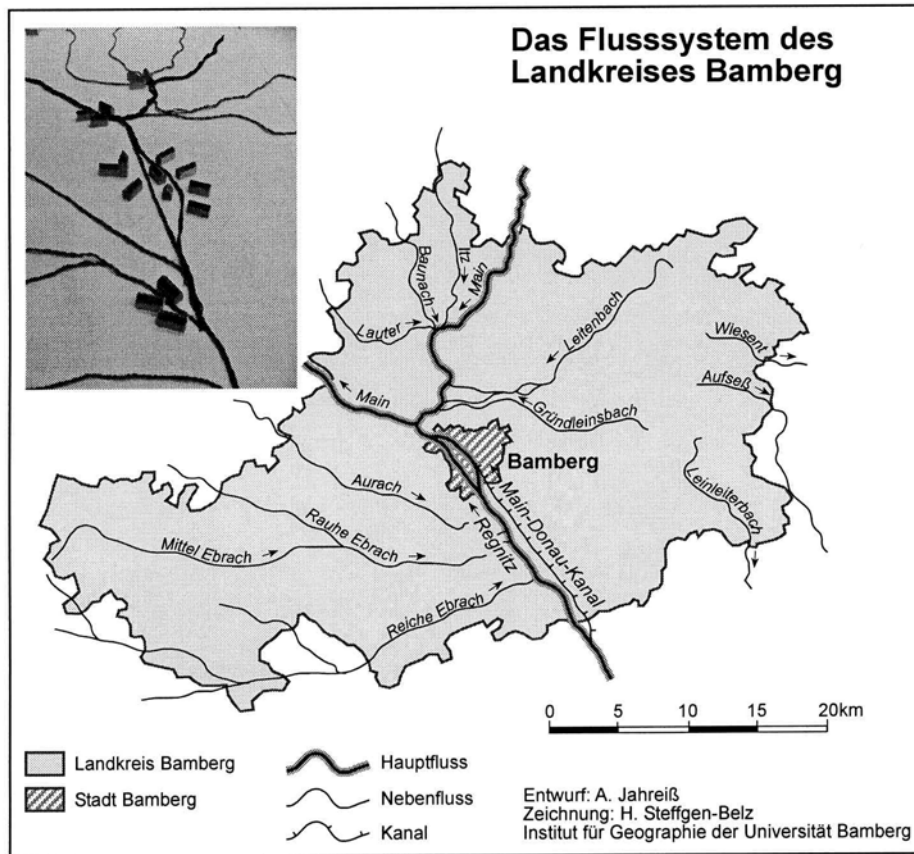 Das Flusssystem des
Landkreises Bamberg
Baunach
Itz
Main
Lauter
Leitenbach
Wiesent
Aufseß
Main
Gründleinsbach
Bamberg
Leinleiterbach
Aurach
Main-Donau-Kanal
Regnitz
Rauhe Ebrach
Mittel Ebrach
Reiche Ebrach
0 5 10 15 20km
Landkreis Bamberg
Stadt Bamberg
Hauptfluss
Nebenfluss
Kanal
Entwurf: A. Jahreiß
Zeichnung: H. Steffgen-Belz
Institut für Geographie der Universität Bamberg